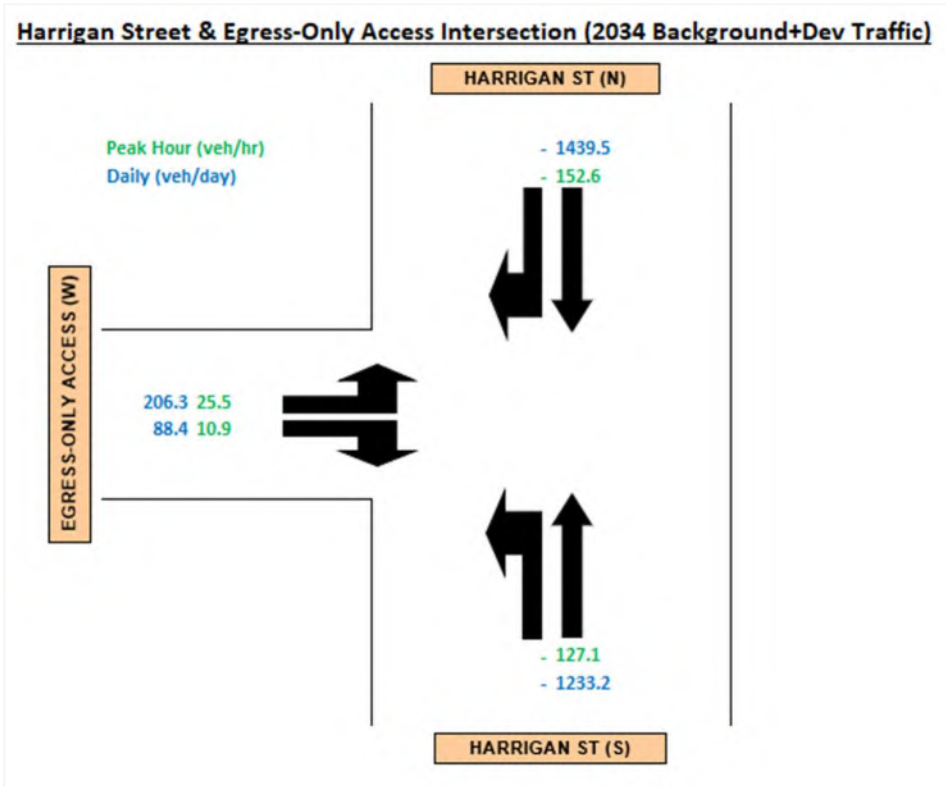 Harrigan Street & Egress-Only Access Intersection (2034 Background+Dev Traffic)
HARRIGAN ST (N)
Peak Hour (veh/hr)
Daily (veh/day)
- 1439.5
- 152.6
EGRESS-ONLY ACCESS (W)
206.3 25.5
88.4 10.9
- 127.1
- 1233.2
HARRIGAN ST (S)